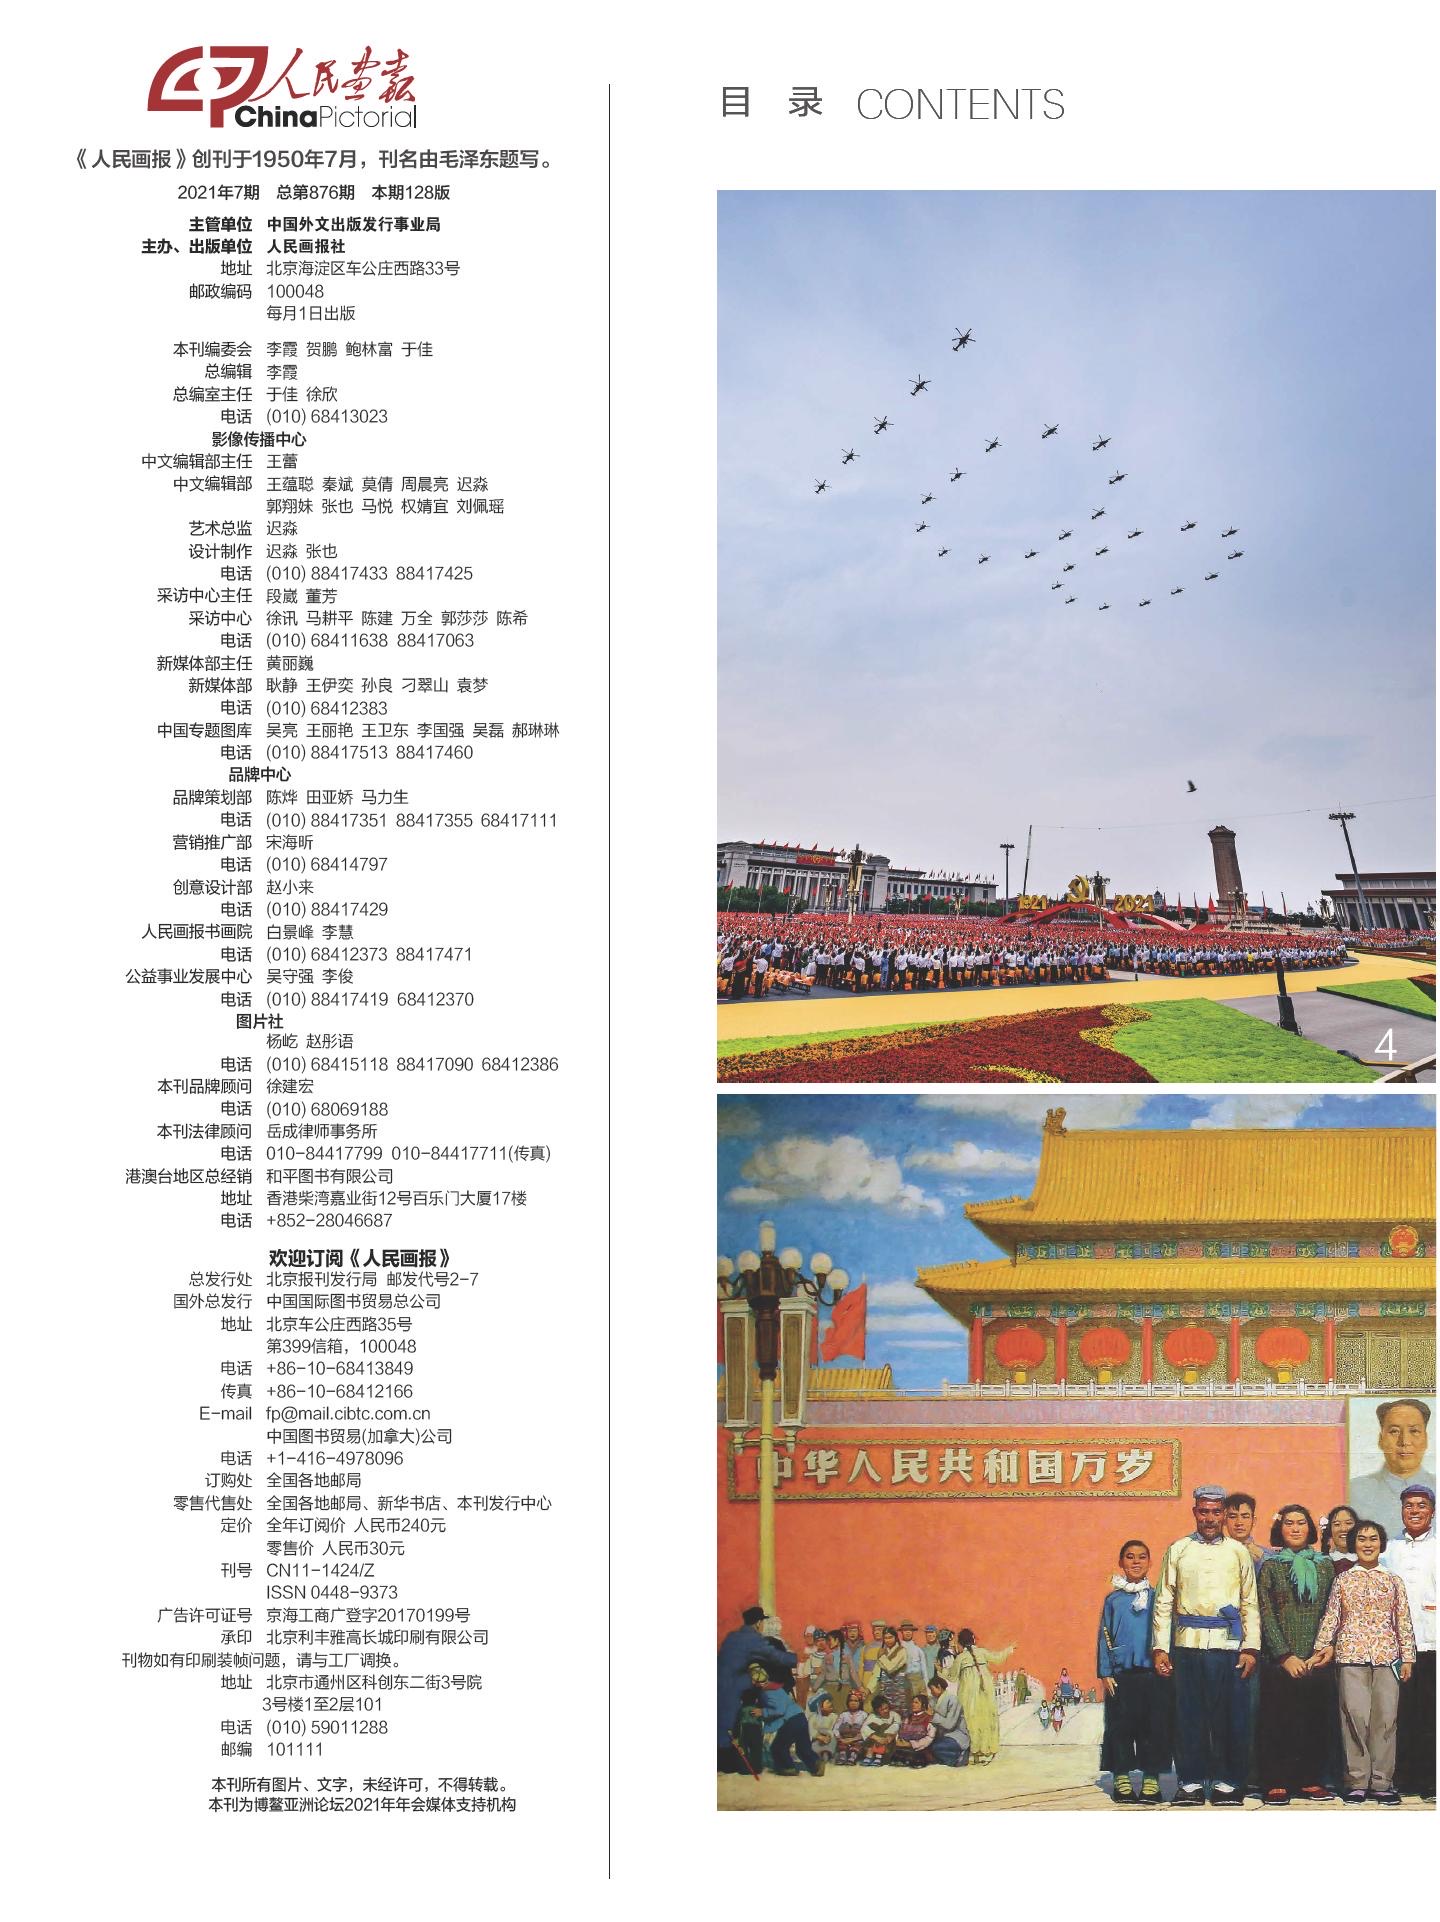 人民画报
ChinaPictorial
《人民画报》创刊于1950年7月，刊名由毛泽东题写。
2021年7期 总第876期 本期128版
主管单位 中国外文出版发行事业局
主办、出版单位 人民画报社
地址 北京海淀区车公庄西路33号
邮政编码 100048
每月1日出版
本刊编委会 李霞 贺鹏 鲍林富 于佳
总编辑 李霞
总编室主任 于佳 徐欣
电话 (010) 68413023
影像传播中心
中文编辑部主任 王蕾
中文编辑部 王蕴聪 秦斌 莫倩 周晨亮 迟淼
郭翔妹 张也 马悦 权婧宜 刘佩瑶
艺术总监 迟淼
设计制作 迟淼 张也
电话 (010) 88417433 88417425
采访中心主任 段崴 董芳
采访中心 徐讯 马耕平 陈建 万全 郭莎莎 陈希
电话 (010) 68411638 88417063
新媒体部主任 黄丽巍
新媒体部 耿静 王伊奕 孙良 刁翠山 袁梦
电话 (010) 68412383
中国专题图库 吴亮 王丽艳 王卫东 李国强 吴磊 郝琳琳
电话 (010) 88417513 88417460
品牌中心
品牌策划部 陈烨 田亚娇 马力生
电话 (010) 88417351 88417355 68417111
营销推广部 宋海昕
电话 (010) 68414797
创意设计部 赵小来
电话 (010) 88417429
人民画报书画院 白景峰 李慧
电话 (010) 68412373 88417471
公益事业发展中心 吴守强 李俊
电话 (010) 88417419 68412370
图片社
杨屹 赵彤语
电话 (010) 68415118 88417090 68412386
本刊品牌顾问 徐建宏
电话 (010) 68069188
本刊法律顾问 岳成律师事务所
电话 010-84417799 010-84417711(传真)
港澳台地区总经销 和平图书有限公司
地址 香港柴湾嘉业街12号百乐门大厦17楼
电话 +852-28046687
欢迎订阅《人民画报》
总发行处 北京报刊发行局 邮发代号2-7
国外总发行 中国国际图书贸易总公司
地址 北京车公庄西路35号
第399信箱，100048
电话 +86-10-68413849
传真 +86-10-68412166
E-mail fp@mail.cibtc.com.cn
中国图书贸易(加拿大)公司
电话 +1-416-4978096
订购处 全国各地邮局
零售代售处 全国各地邮局、新华书店、本刊发行中心
定价 全年订阅价 人民币240元
零售价 人民币30元
刊号 CN11-1424/Z
ISSN 0448-9373
广告许可证号 京海工商广登字20170199号
承印 北京利丰雅高长城印刷有限公司
刊物如有印刷装帧问题，请与工厂调换。
地址 北京市通州区科创东二街3号院
3号楼1至2层101
电话 (010) 59011288
邮编 101111
本刊所有图片、文字，未经许可，不得转载。
本刊为博鳌亚洲论坛2021年年会媒体支持机构
目 录 CONTENTS
1921 2021
4
中华人民共和国万岁